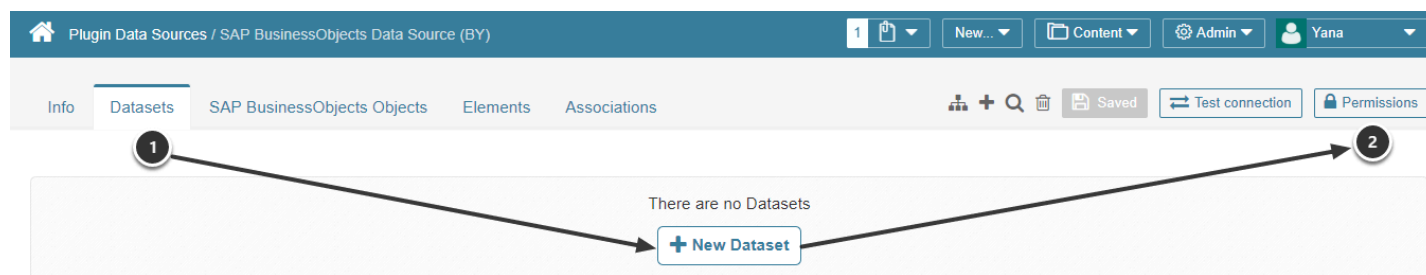 Plugin Data Sources / SAP BusinessObjects Data Source (BY) 1 New... Content Admin Yana
Info Datasets SAP BusinessObjects Objects Elements Associations Saved Test connection Permissions
1 2
There are no Datasets
+ New Dataset